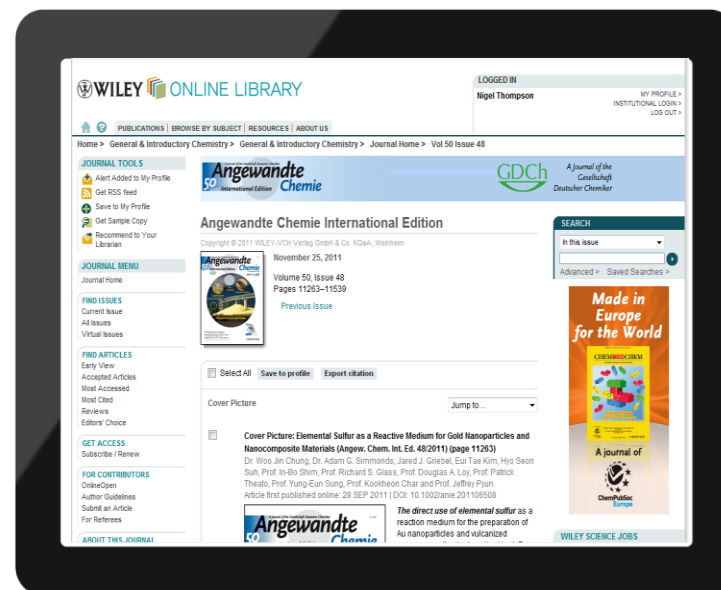 WILEY ONLINE LIBRARY
LOGGED IN
Nigel Thompson
MY PROFILE >
INSTITUTIONAL LOGIN >
LOG OUT >
PUBLICATIONS | BROWSE BY SUBJECT | RESOURCES | ABOUT US
Home > General & Introductory Chemistry > General & Introductory Chemistry > Journal Home > Vol 50 Issue 48
JOURNAL TOOLS
Alert Added to My Profile
Get RSS feed
Save to My Profile
Get Sample Copy
Recommend to Your
Librarian
JOURNAL MENU
Journal Home
FIND ISSUES
Current Issue
All Issues
Virtual Issues
FIND ARTICLES
Early View
Accepted Articles
Most Accessed
Most Cited
Reviews
Editors' Choice
GET ACCESS
Subscribe / Renew
FOR CONTRIBUTORS
OnlineOpen
Author Guidelines
Submit an Article
For Referees
ABOUT THIS JOURNAL
Angewandte
50 International Edition Chemie
GDCh
A Journal of the
Gesellschaft
Deutscher Chemiker
Angewandte Chemie International Edition
Copyright © 2011 WILEY-VCH Verlag GmbH & Co. KGaA, Weinheim
Angewandte
Chemie
November 25, 2011
Volume 50, Issue 48
Pages 11263–11539
Previous Issue
Select All Save to profile Export citation
Cover Picture
Jump to...
Cover Picture: Elemental Sulfur as a Reactive Medium for Gold Nanoparticles and
Nanocomposite Materials (Angew. Chem. Int. Ed. 48/2011) (page 11263)
Dr. Woo Jin Chung, Dr. Adam G. Simmonds, Jared J. Griebel, Eui Tae Kim, Hyo Seon
Suh, Prof. In-Bo Shim, Prof. Richard S. Glass, Prof. Douglas A. Loy, Prof. Patrick
Theato, Prof. Yung-Eun Sung, Prof. Kookheon Char and Prof. Jeffrey Pyun
Article first published online: 28 SEP 2011 | DOI: 10.1002/anie.201106508
Angewandte
50 Chemie
The direct use of elemental sulfur as a
reaction medium for the preparation of
Au nanoparticles and vulcanized
SEARCH
In this issue
Advanced > Saved Searches >
Made in
Europe
for the World
CHEMMEDCHEM
A journal of
ChemPubSoc
Europe
WILEY SCIENCE JOBS